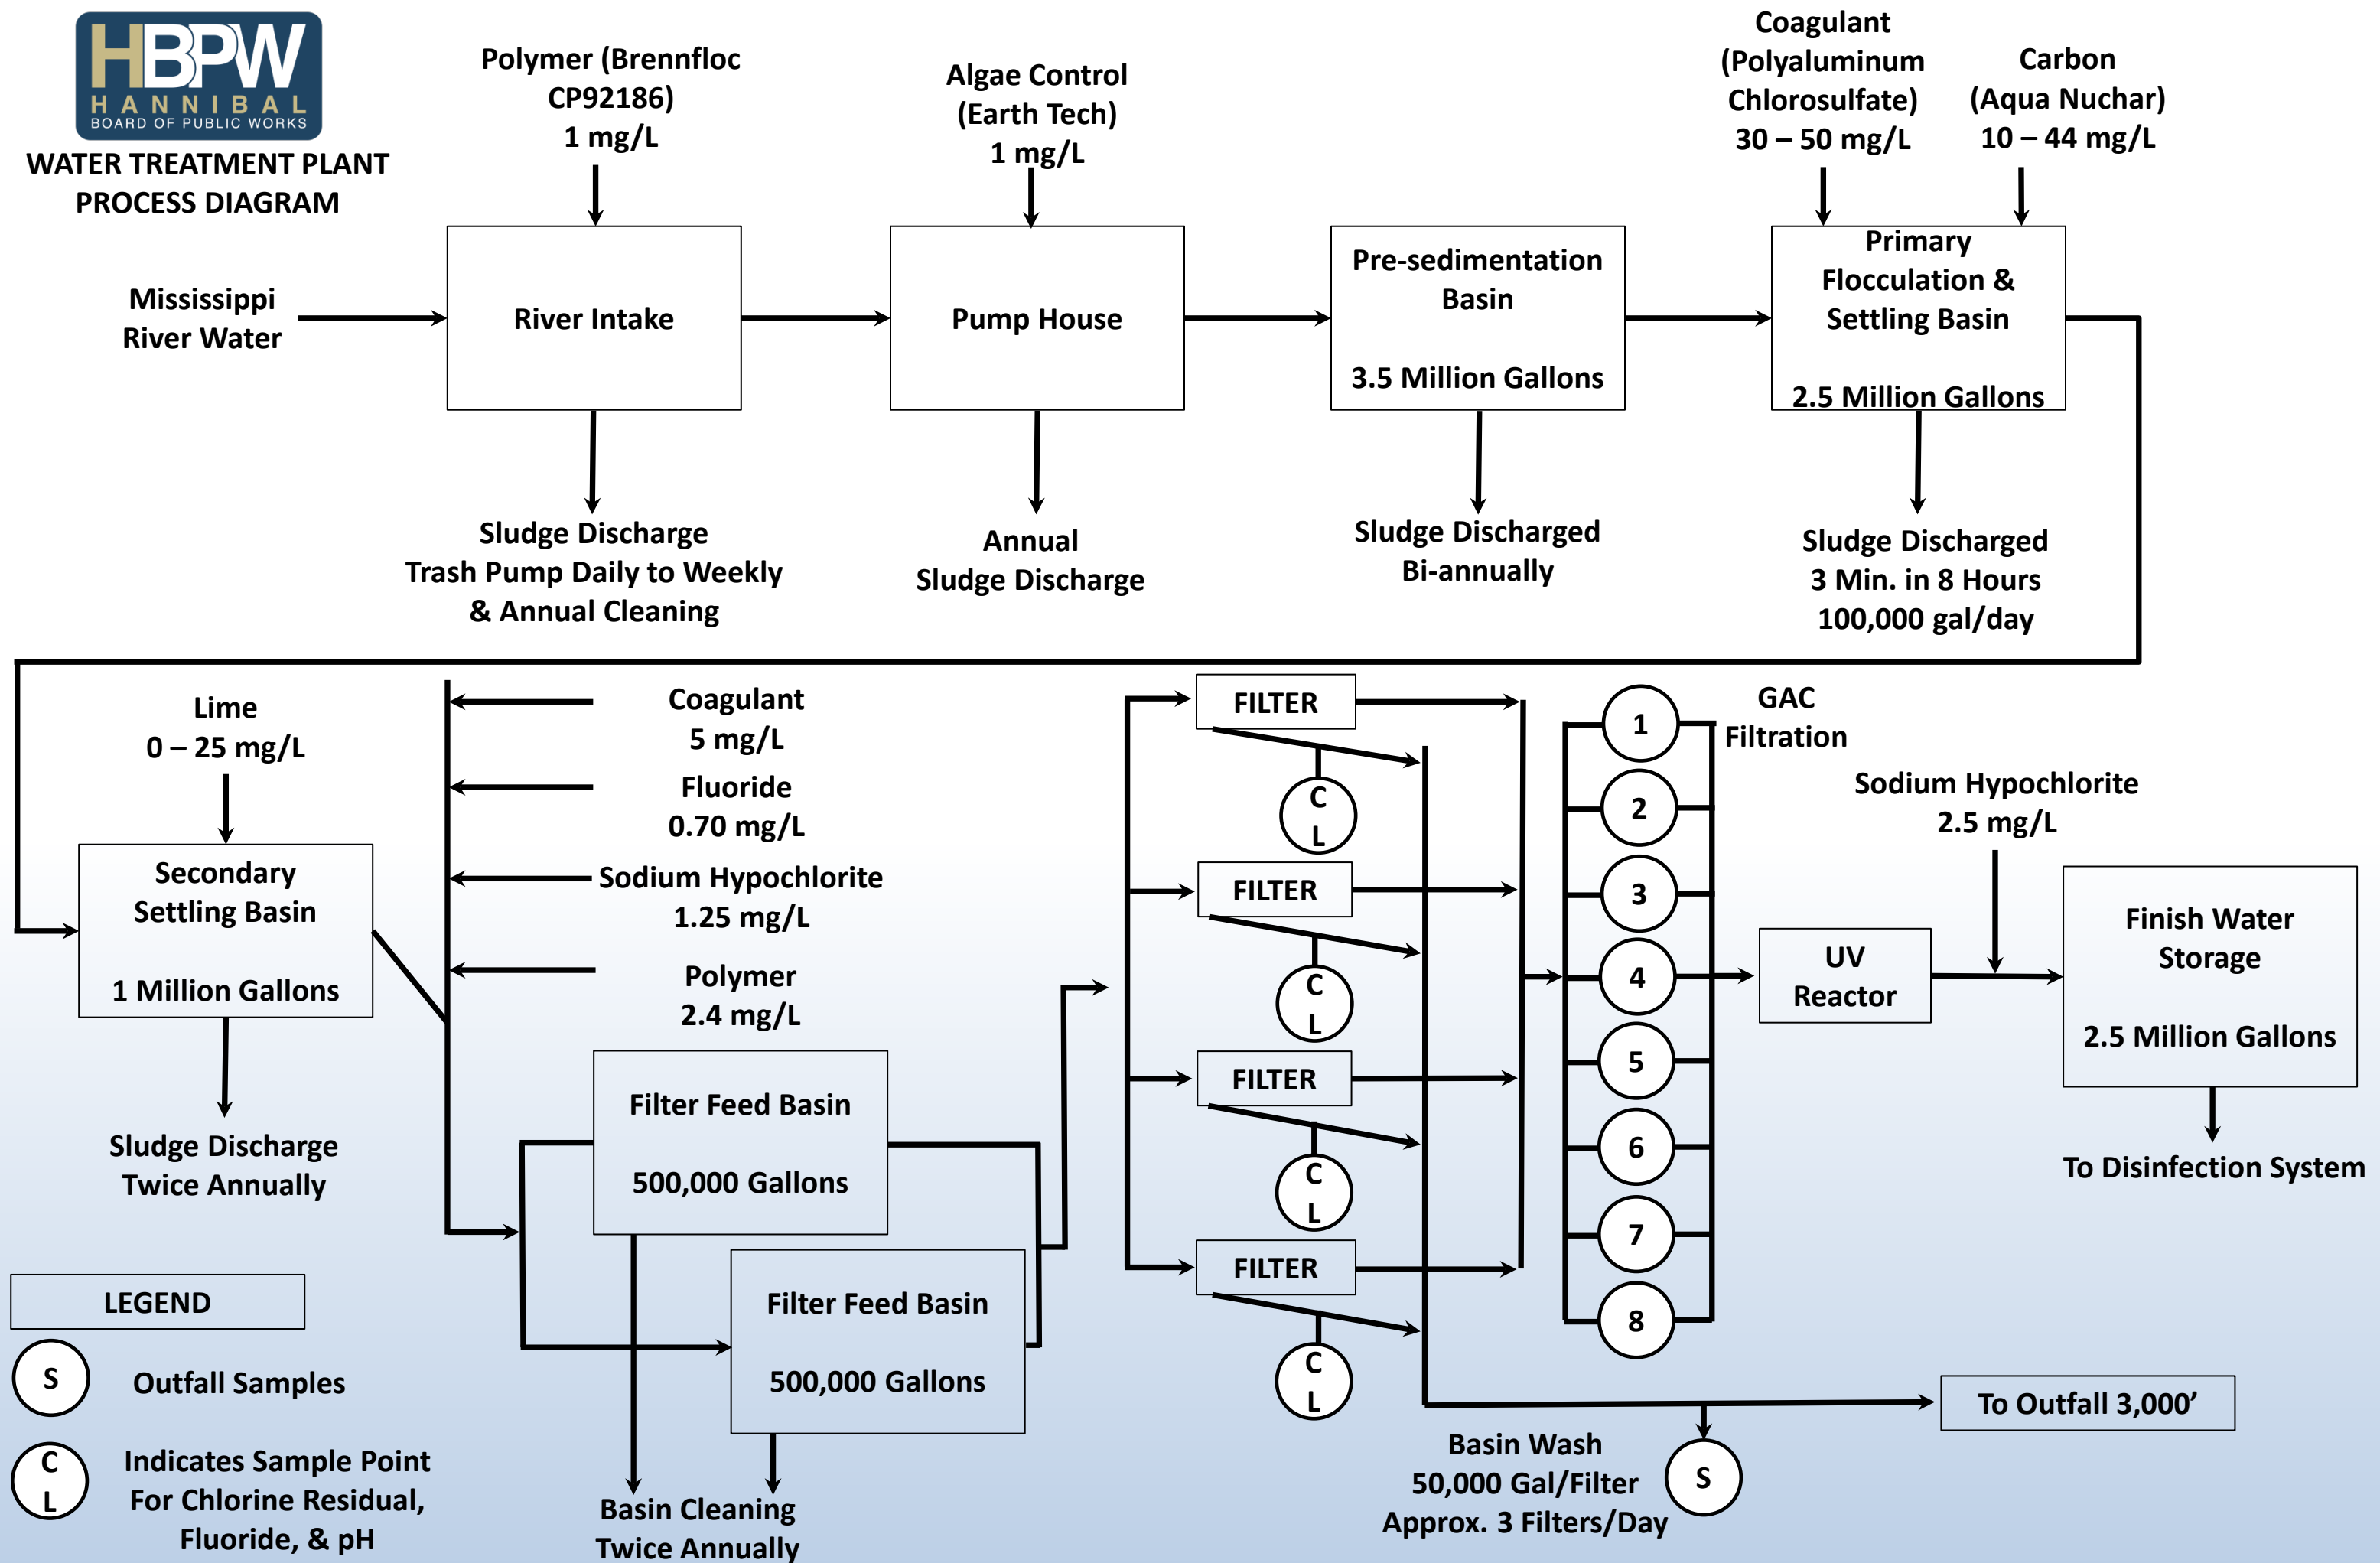 HBPW
HANNIBAL
BOARD OF PUBLIC WORKS
WATER TREATMENT PLANT
PROCESS DIAGRAM
Polymer (Brennfloc
CP92186)
1 mg/L
Algae Control
(Earth Tech)
1 mg/L
Coagulant
(Polyaluminum
Chlorosulfate)
30 – 50 mg/L
Carbon
(Aqua Nuchar)
10 – 44 mg/L
Mississippi
River Water
River Intake
Pump House
Pre-sedimentation
Basin
3.5 Million Gallons
Primary
Flocculation &
Settling Basin
2.5 Million Gallons
Sludge Discharge
Trash Pump Daily to Weekly
& Annual Cleaning
Annual
Sludge Discharge
Sludge Discharged
Bi-annually
Sludge Discharged
3 Min. in 8 Hours
100,000 gal/day
Lime
0 – 25 mg/L
Secondary
Settling Basin
1 Million Gallons
Sludge Discharge
Twice Annually
Coagulant
5 mg/L
Fluoride
0.70 mg/L
Sodium Hypochlorite
1.25 mg/L
Polymer
2.4 mg/L
Filter Feed Basin
500,000 Gallons
Filter Feed Basin
500,000 Gallons
Basin Cleaning
Twice Annually
FILTER
C
L
FILTER
C
L
FILTER
C
L
FILTER
C
L
1
2
3
4
5
6
7
8
GAC
Filtration
UV
Reactor
Sodium Hypochlorite
2.5 mg/L
Finish Water
Storage
2.5 Million Gallons
To Disinfection System
Basin Wash
50,000 Gal/Filter
Approx. 3 Filters/Day
S
To Outfall 3,000’
LEGEND
S
Outfall Samples
C
L
Indicates Sample Point
For Chlorine Residual,
Fluoride, & pH